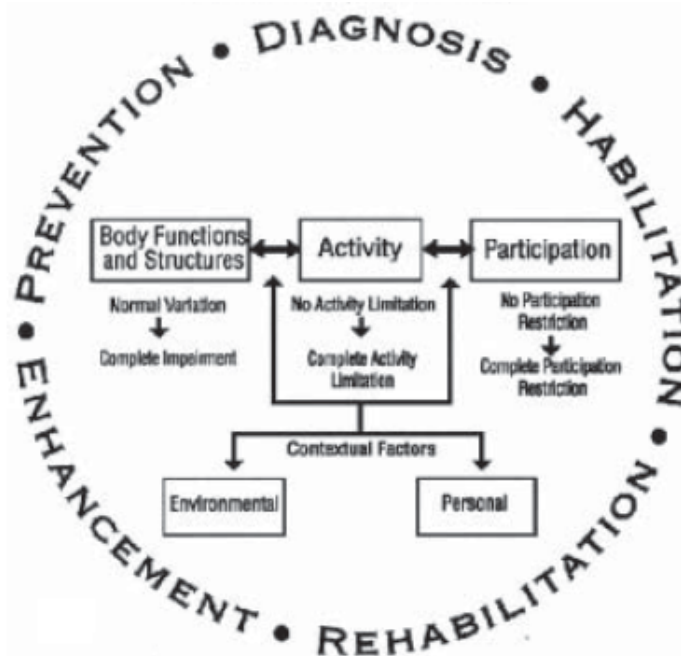 PREVENTION • DIAGNOSIS • HABILITATION • REHABILITATION • ENHANCEMENT •
Body Functions
and Structures
Activity
Participation
Normal Variation
Complete Impairment
No Activity Limitation
Complete Activity
Limitation
No Participation
Restriction
Complete Participation
Restriction
Contextual Factors
Environmental
Personal